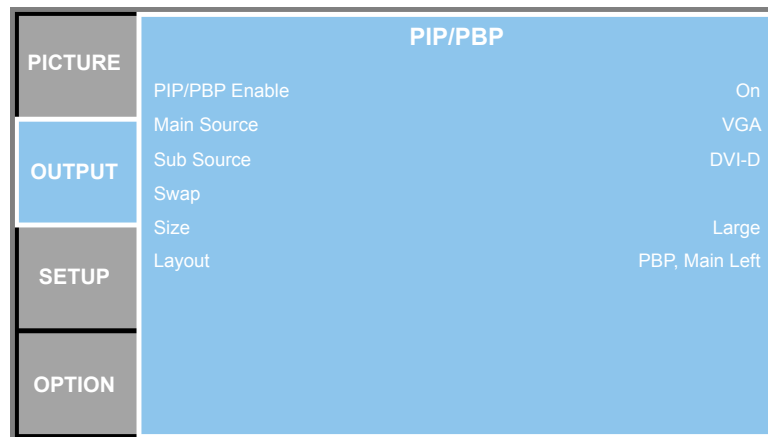 PICTURE
OUTPUT
SETUP
OPTION
PIP/PBP
PIP/PBP Enable On
Main Source VGA
Sub Source DVI-D
Swap
Size Large
Layout PBP, Main Left